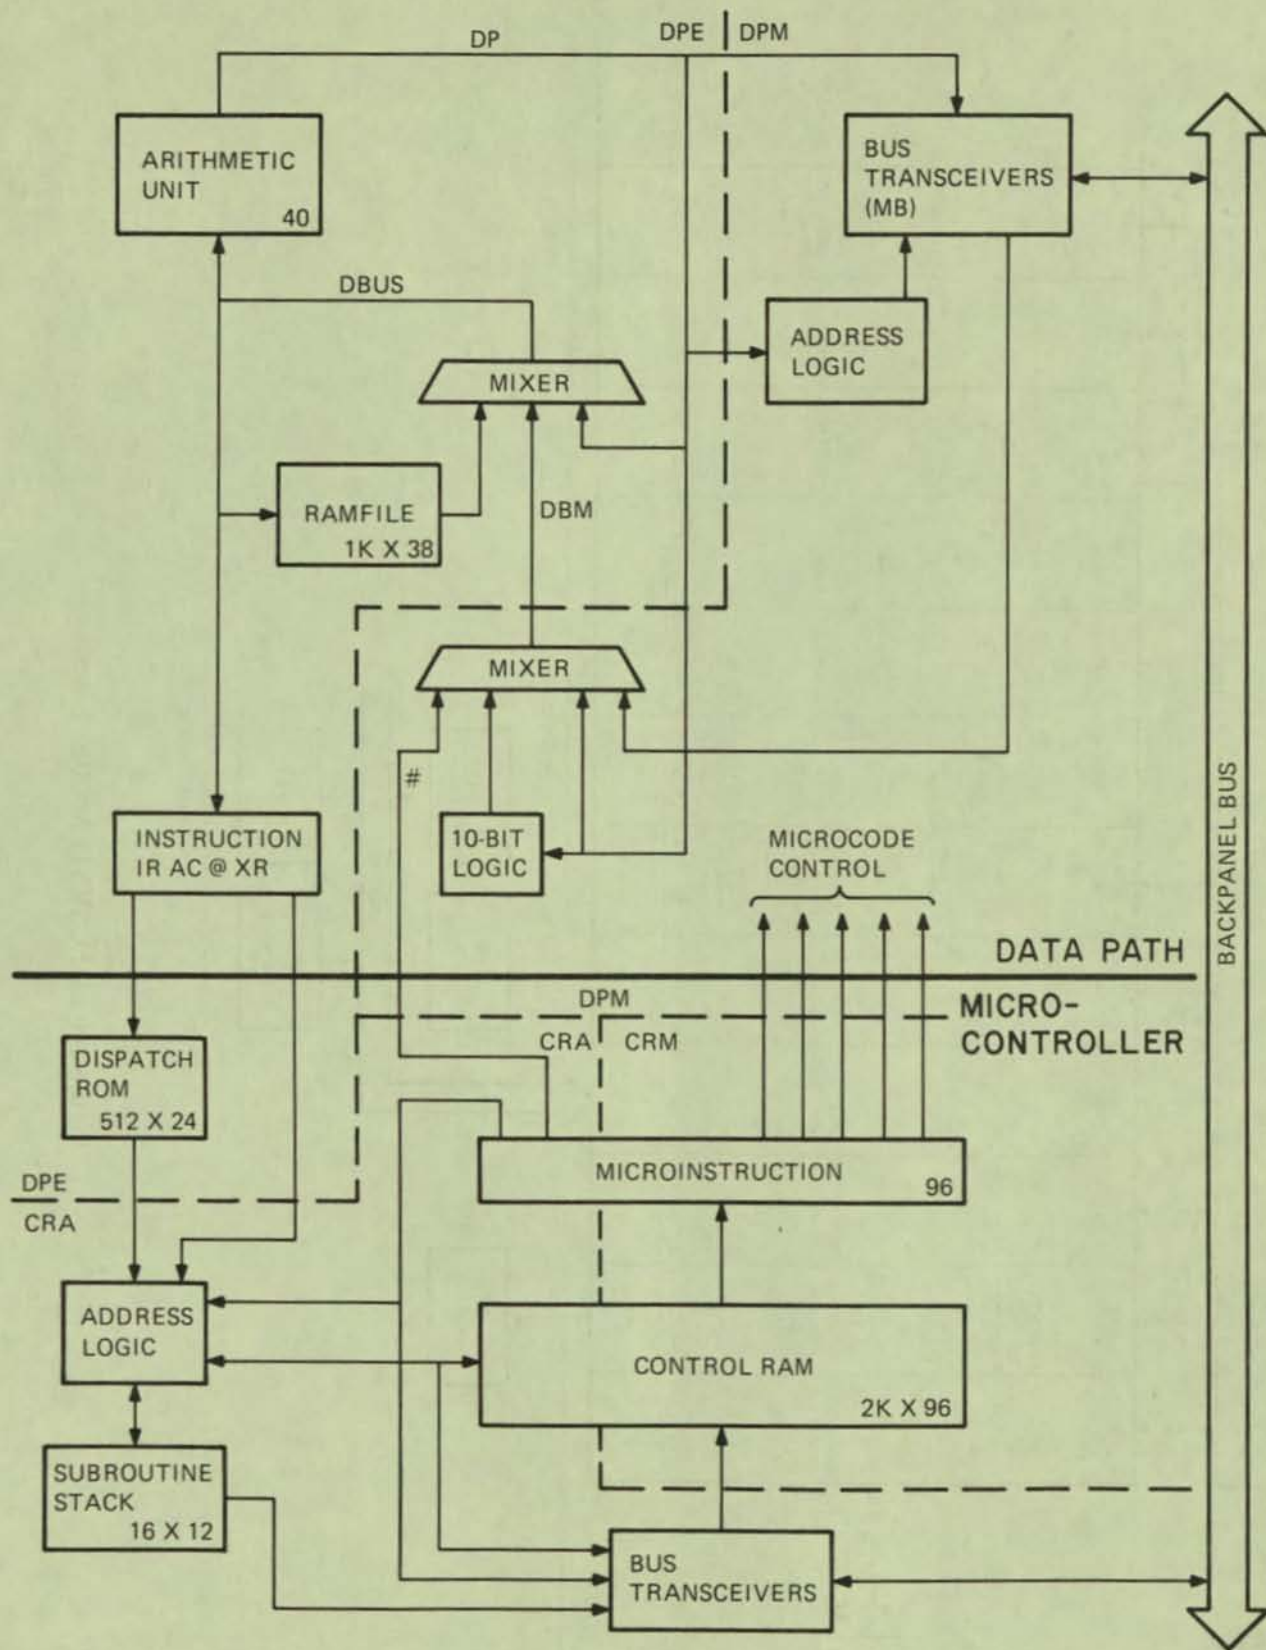 DP
DPE
DPM
ARITHMETIC
UNIT
40
BUS
TRANSCEIVERS
(MB)
DBUS
ADDRESS
LOGIC
MIXER
RAMFILE
1K X 38
DBM
MIXER
#
INSTRUCTION
IR AC @ XR
10-BIT
LOGIC
MICROCODE
CONTROL
BACKPANEL BUS
DATA PATH
DPM
MICRO-
CONTROLLER
CRA
CRM
DISPATCH
ROM
512 X 24
MICROINSTRUCTION
96
DPE
CRA
ADDRESS
LOGIC
CONTROL RAM
2K X 96
SUBROUTINE
STACK
16 X 12
BUS
TRANSCEIVERS